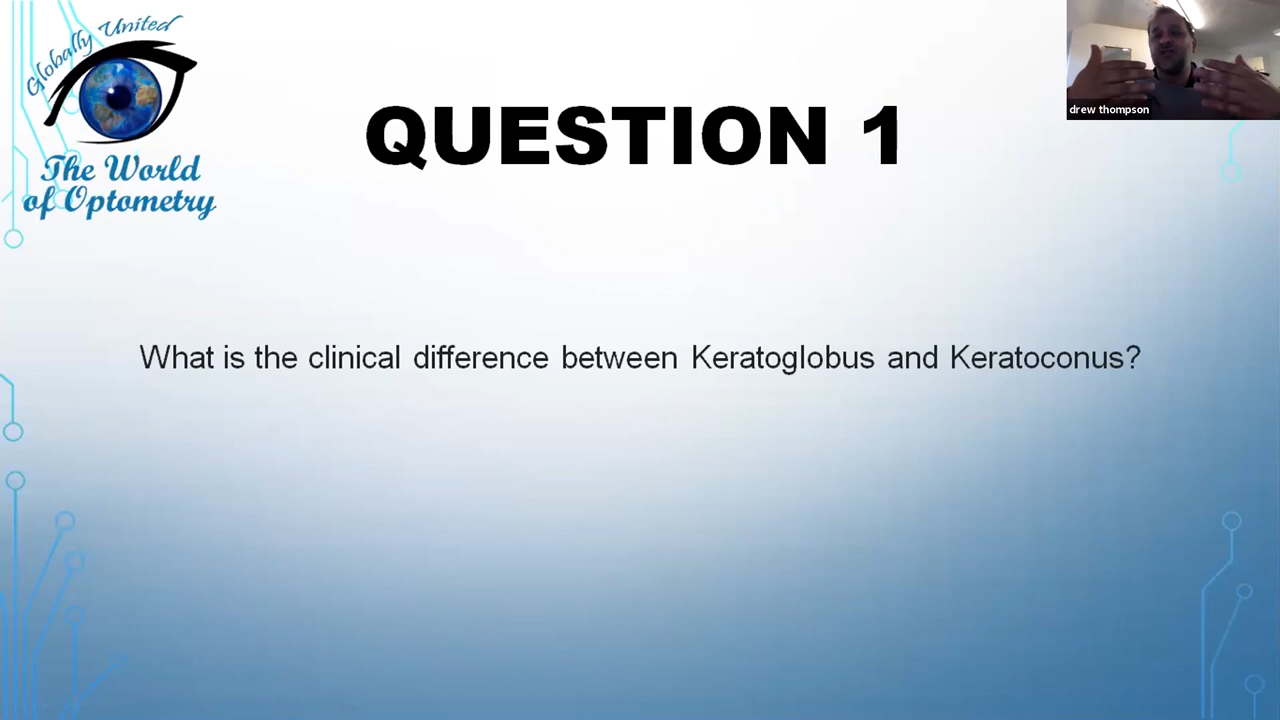 Globally United
The World
of Optometry
QUESTION 1
drew thompson
What is the clinical difference between Keratoglobus and Keratoconus?